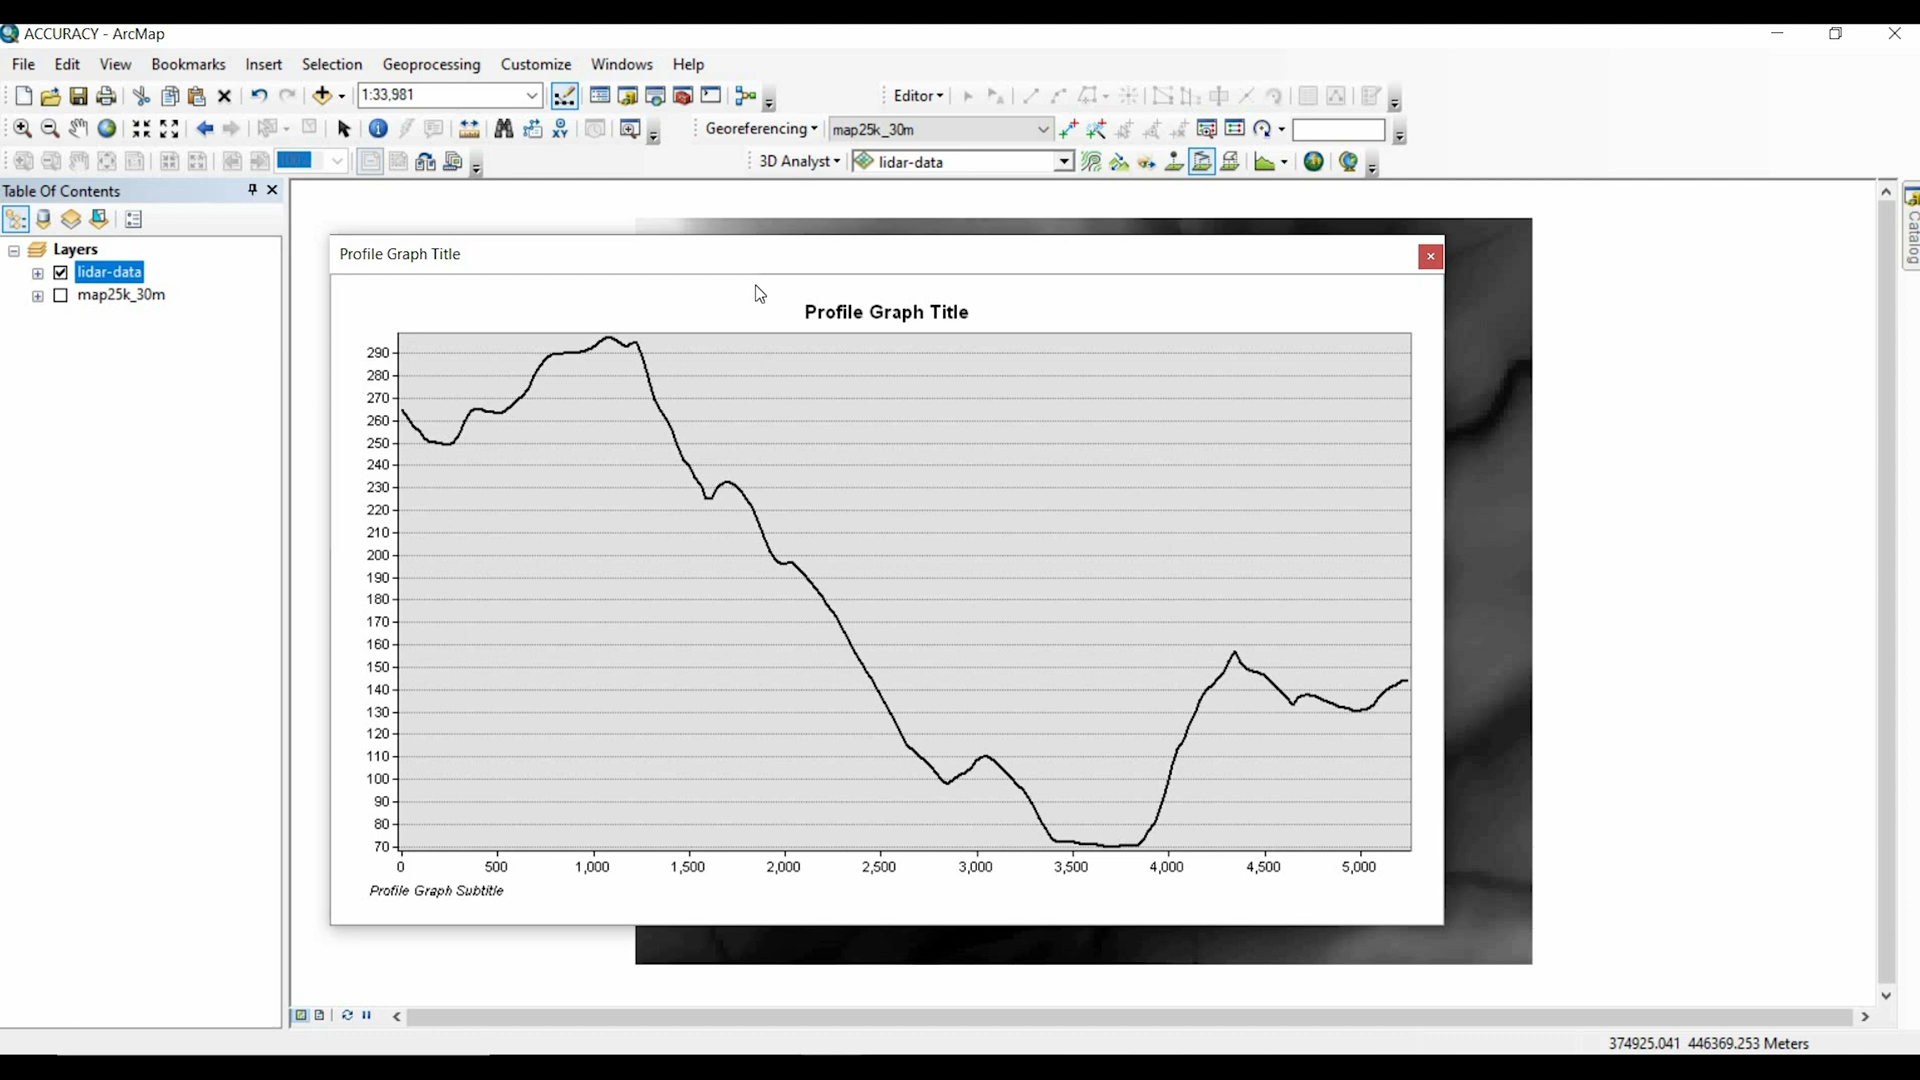 ACCURACY - ArcMap
File Edit View Bookmarks Insert Selection Geoprocessing Customize Windows Help
1:33,981 Editor
Georeferencing map25k_30m
3D Analyst lidar-data
Table Of Contents
Layers
lidar-data
map25k_30m
Catalog
Profile Graph Title
Profile Graph Title
290
280
270
260
250
240
230
220
210
200
190
180
170
160
150
140
130
120
110
100
90
80
70
0 500 1,000 1,500 2,000 2,500 3,000 3,500 4,000 4,500 5,000
Profile Graph Subtitle
374925.041 446369.253 Meters